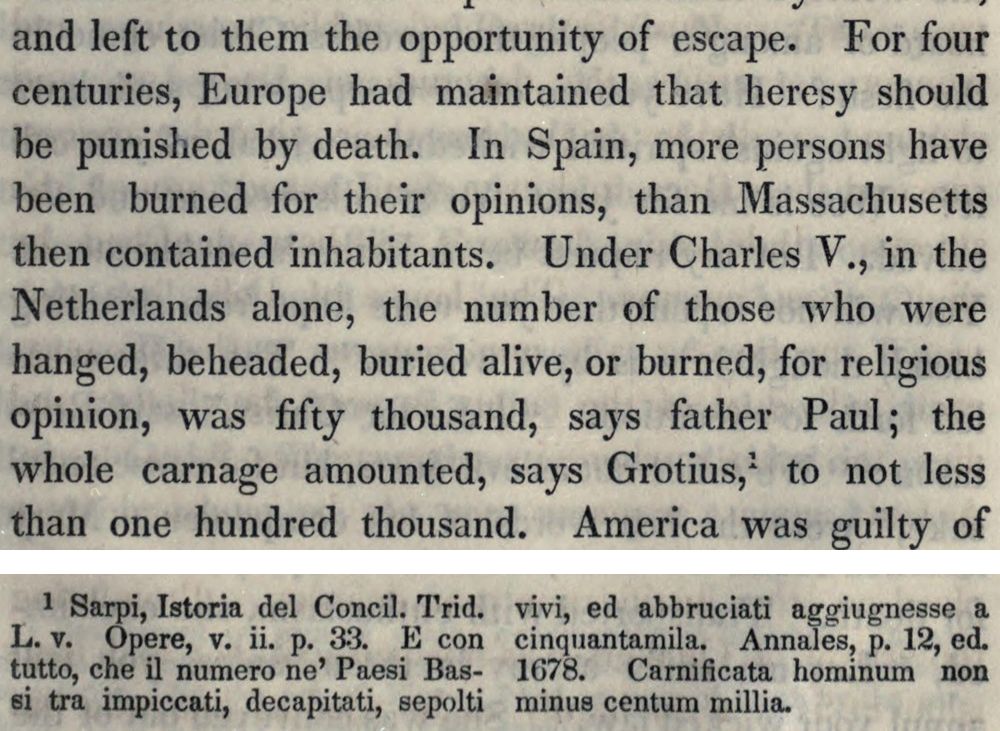 and left to them the opportunity of escape. For four
centuries, Europe had maintained that heresy should
be punished by death. In Spain, more persons have
been burned for their opinions, than Massachusetts
then contained inhabitants. Under Charles V., in the
Netherlands alone, the number of those who were
hanged, beheaded, buried alive, or burned, for religious
opinion, was fifty thousand, says father Paul; the
whole carnage amounted, says Grotius,¹ to not less
than one hundred thousand. America was guilty of
¹ Sarpi, Istoria del Concil. Trid.
L. v. Opere, v. ii. p. 33. E con
tutto, che il numero ne' Paesi Bas-
si tra impiccati, decapitati, sepolti
vivi, ed abbruciati aggiugnesse a
cinquantamila. Annales, p. 12, ed.
1678. Carnificata hominum non
minus centum millia.